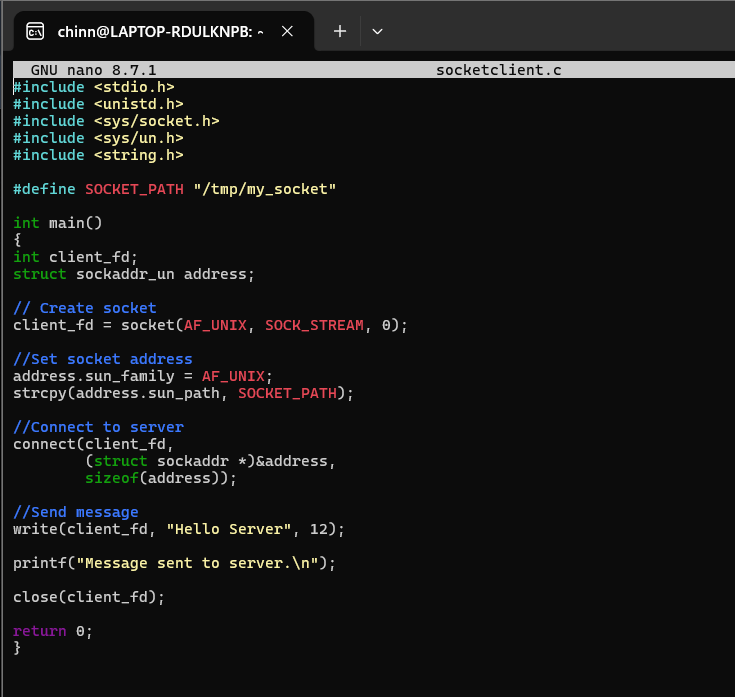 chinn@LAPTOP-RDULKNPB: ~
GNU nano 8.7.1 socketclient.c
#include <stdio.h>
#include <unistd.h>
#include <sys/socket.h>
#include <sys/un.h>
#include <string.h>

#define SOCKET_PATH "/tmp/my_socket"

int main()
{
int client_fd;
struct sockaddr_un address;

// Create socket
client_fd = socket(AF_UNIX, SOCK_STREAM, 0);

//Set socket address
address.sun_family = AF_UNIX;
strcpy(address.sun_path, SOCKET_PATH);

//Connect to server
connect(client_fd,
        (struct sockaddr *)&address,
        sizeof(address));

//Send message
write(client_fd, "Hello Server", 12);

printf("Message sent to server.\n");

close(client_fd);

return 0;
}